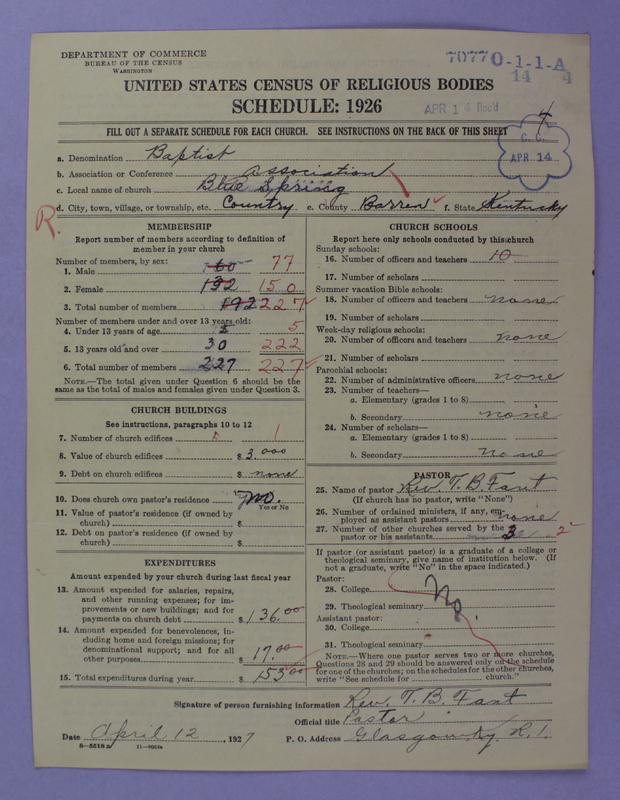 DEPARTMENT OF COMMERCE
BUREAU OF THE CENSUS
WASHINGTON
70770-1-1-A
14 4
UNITED STATES CENSUS OF RELIGIOUS BODIES
SCHEDULE: 1926
APR 14 Rec'd
4
FILL OUT A SEPARATE SCHEDULE FOR EACH CHURCH. SEE INSTRUCTIONS ON THE BACK OF THIS SHEET
C. C.
APR. 14
a. Denomination Baptist
b. Association or Conference association
c. Local name of church Blue Spring
d. City, town, village, or township, etc. Country e. County Barren f. State Kentucky
R.
MEMBERSHIP
Report number of members according to definition of
member in your church
Number of members, by sex:
1. Male 60 77
2. Female 132 150
3. Total number of members 192 227
Number of members under and over 13 years old:
4. Under 13 years of age 5
5. 13 years old and over 30 222
6. Total number of members 227 227
NOTE.—The total given under Question 6 should be the
same as the total of males and females given under Question 3.
CHURCH BUILDINGS
See instructions, paragraphs 10 to 12
7. Number of church edifices 1
8. Value of church edifices $ 3.000
9. Debt on church edifices $ none
10. Does church own pastor's residence no.
Yes or No
11. Value of pastor's residence (if owned by
church) $
12. Debt on pastor's residence (if owned by
church) $
EXPENDITURES
Amount expended by your church during last fiscal year
13. Amount expended for salaries, repairs,
and other running expenses; for im-
provements or new buildings; and for
payments on church debt $ 136.00
14. Amount expended for benevolences, in-
cluding home and foreign missions; for
denominational support; and for all
other purposes 17.00
15. Total expenditures during year $ 153.00
CHURCH SCHOOLS
Report here only schools conducted by this church
Sunday schools:
16. Number of officers and teachers 10
17. Number of scholars
Summer vacation Bible schools:
18. Number of officers and teachers none
19. Number of scholars
Week-day religious schools:
20. Number of officers and teachers none
21. Number of scholars
Parochial schools:
22. Number of administrative officers none
23. Number of teachers—
a. Elementary (grades 1 to 8)
b. Secondary none
24. Number of scholars—
a. Elementary (grades 1 to 8)
b. Secondary None
PASTOR
25. Name of pastor Rev. T. B. Fant
(If church has no pastor, write "None")
26. Number of ordained ministers, if any, em-
ployed as assistant pastors none
27. Number of other churches served by the
pastor or his assistants 3 2
If pastor (or assistant pastor) is a graduate of a college or
theological seminary, give name of institution below. (If
not a graduate, write "No" in the space indicated.)
Pastor:
28. College No.
29. Theological seminary
Assistant pastor:
30. College
31. Theological seminary
NOTE.—Where one pastor serves two or more churches,
Questions 28 and 29 should be answered only on the schedule
for one of the churches; on the schedules for the other churches,
write "See schedule for church."
Signature of person furnishing information Rev. T. B. Fant
Official title Pastor
Date April 12, 1927 P. O. Address Glasgow, Ky. R. 1.
8—5518a 11—9064a